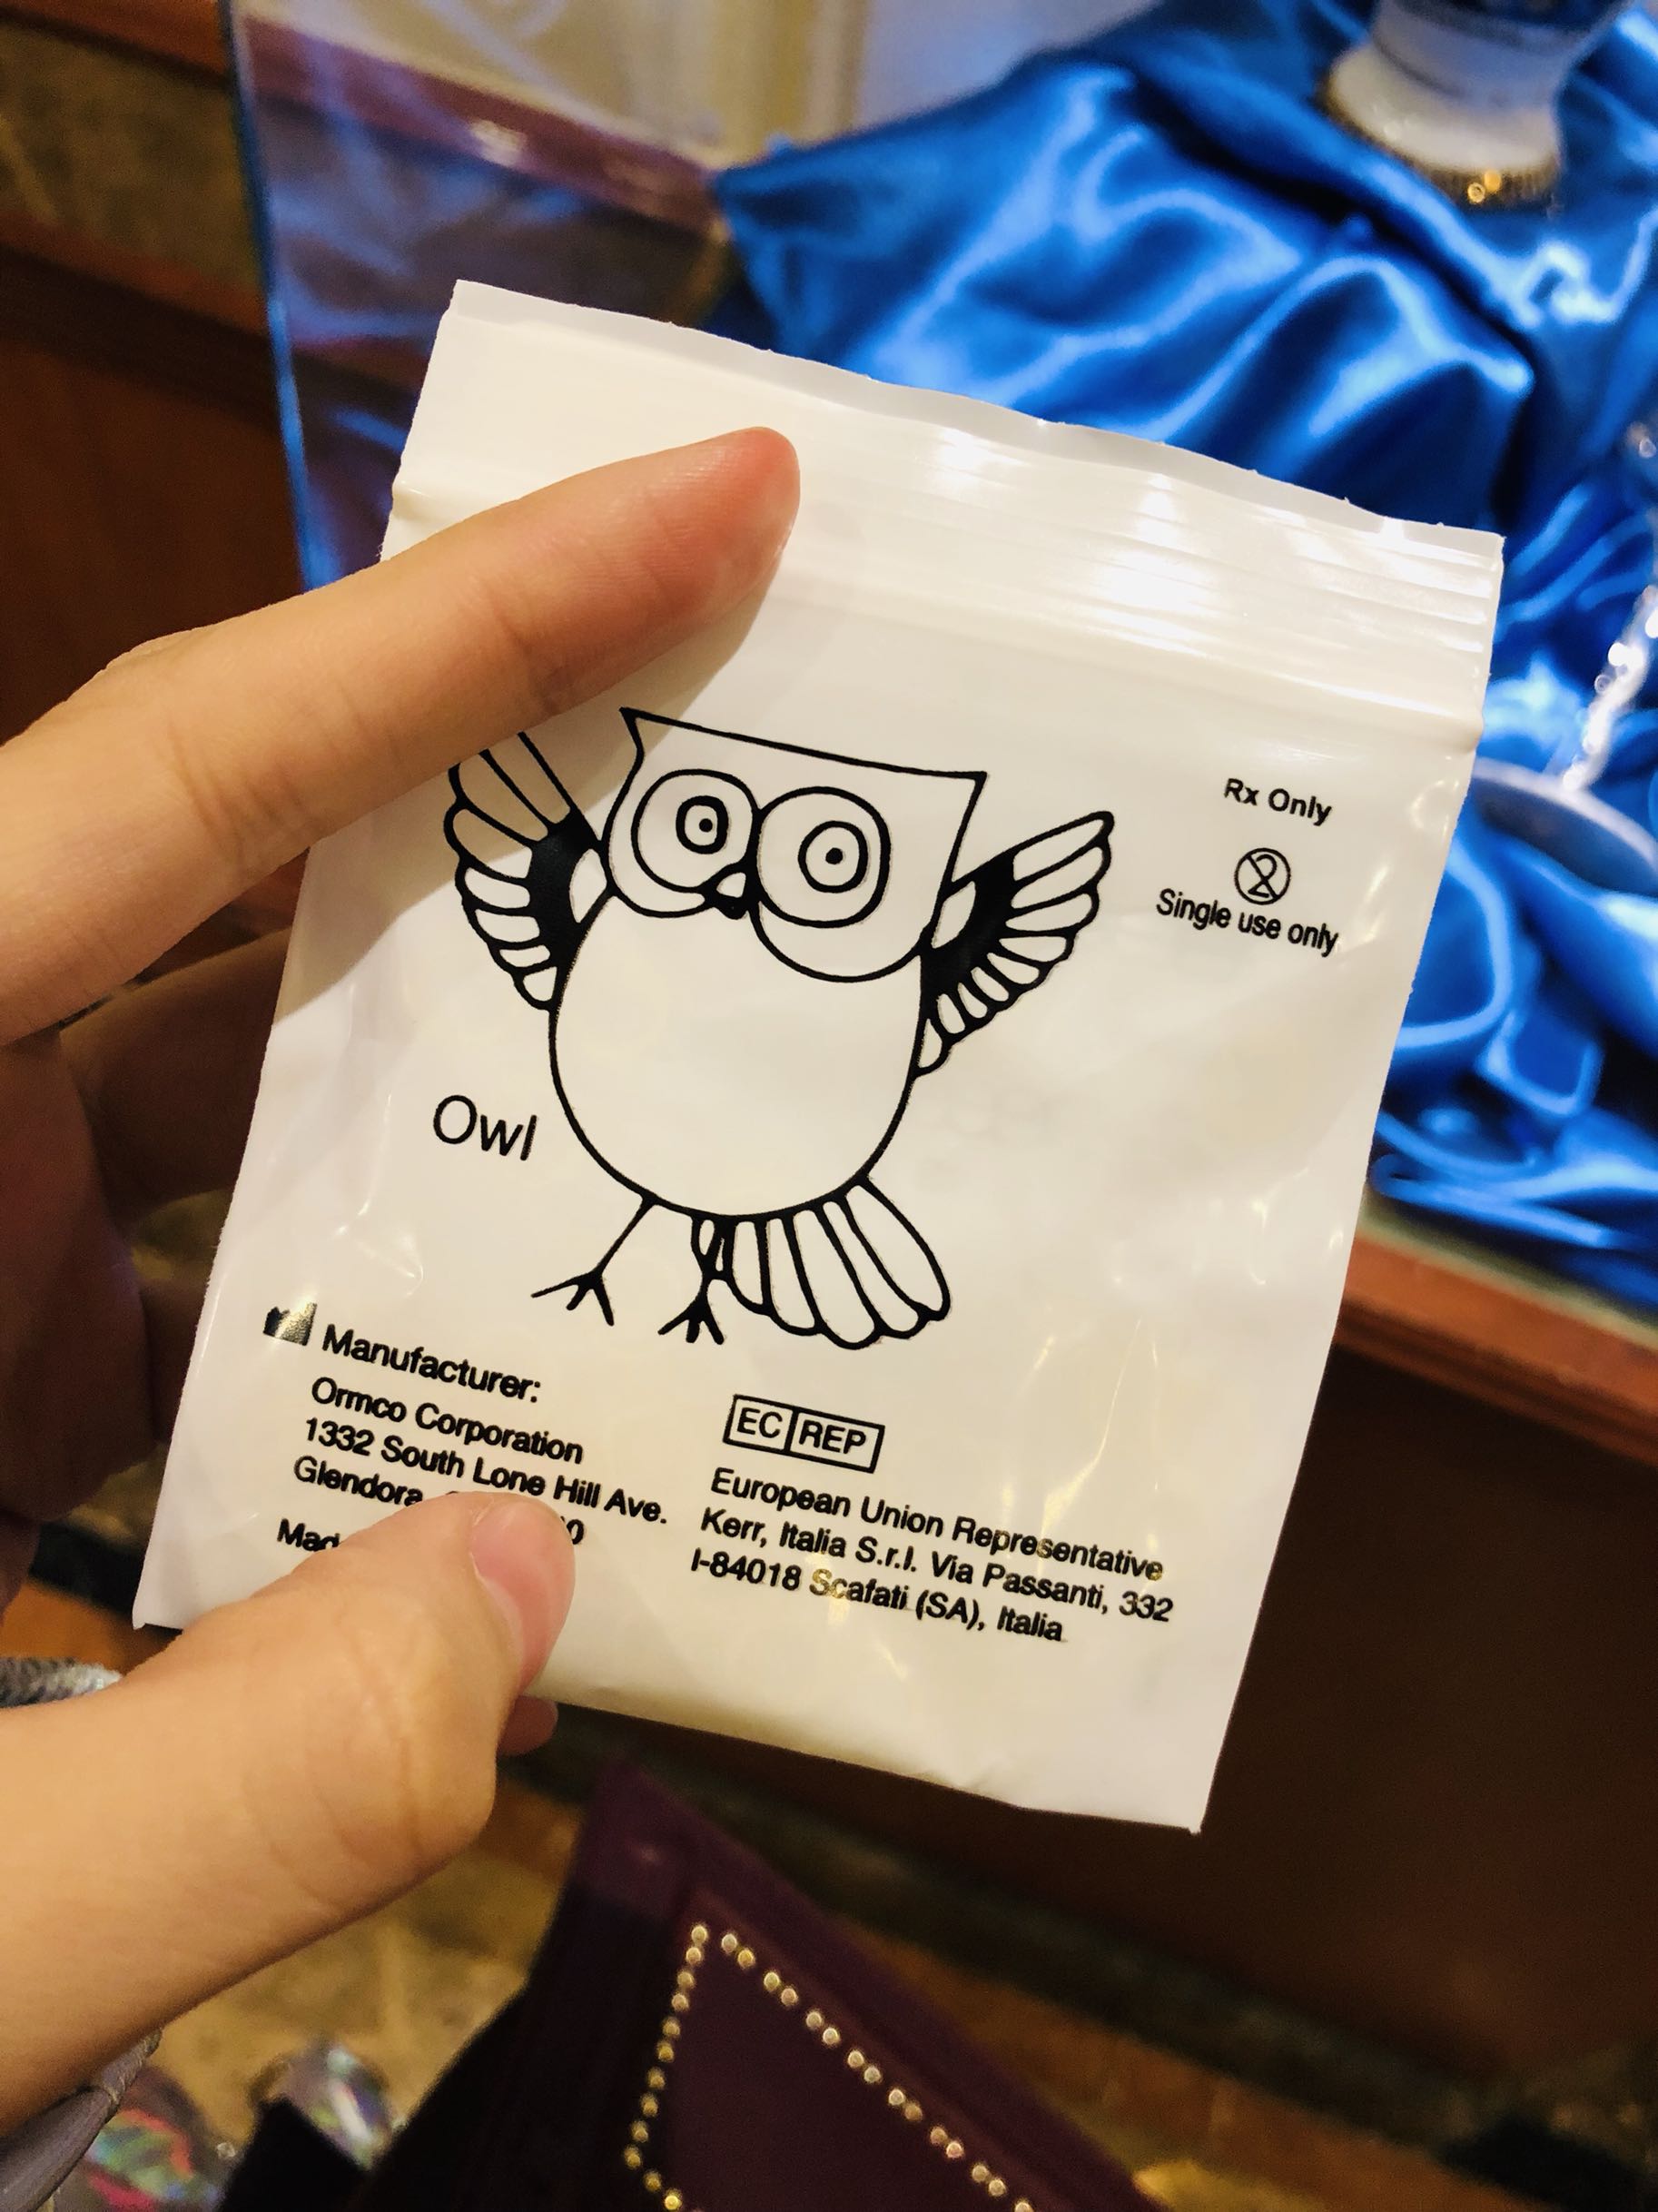 Rx Only
Single use only
Owl
Manufacturer:
Ormco Corporation
1332 South Lone Hill Ave.
Glendora
EC REP
European Union Representative
Kerr, Italia S.r.l. Via Passanti, 332
I-84018 Scafati (SA), Italia